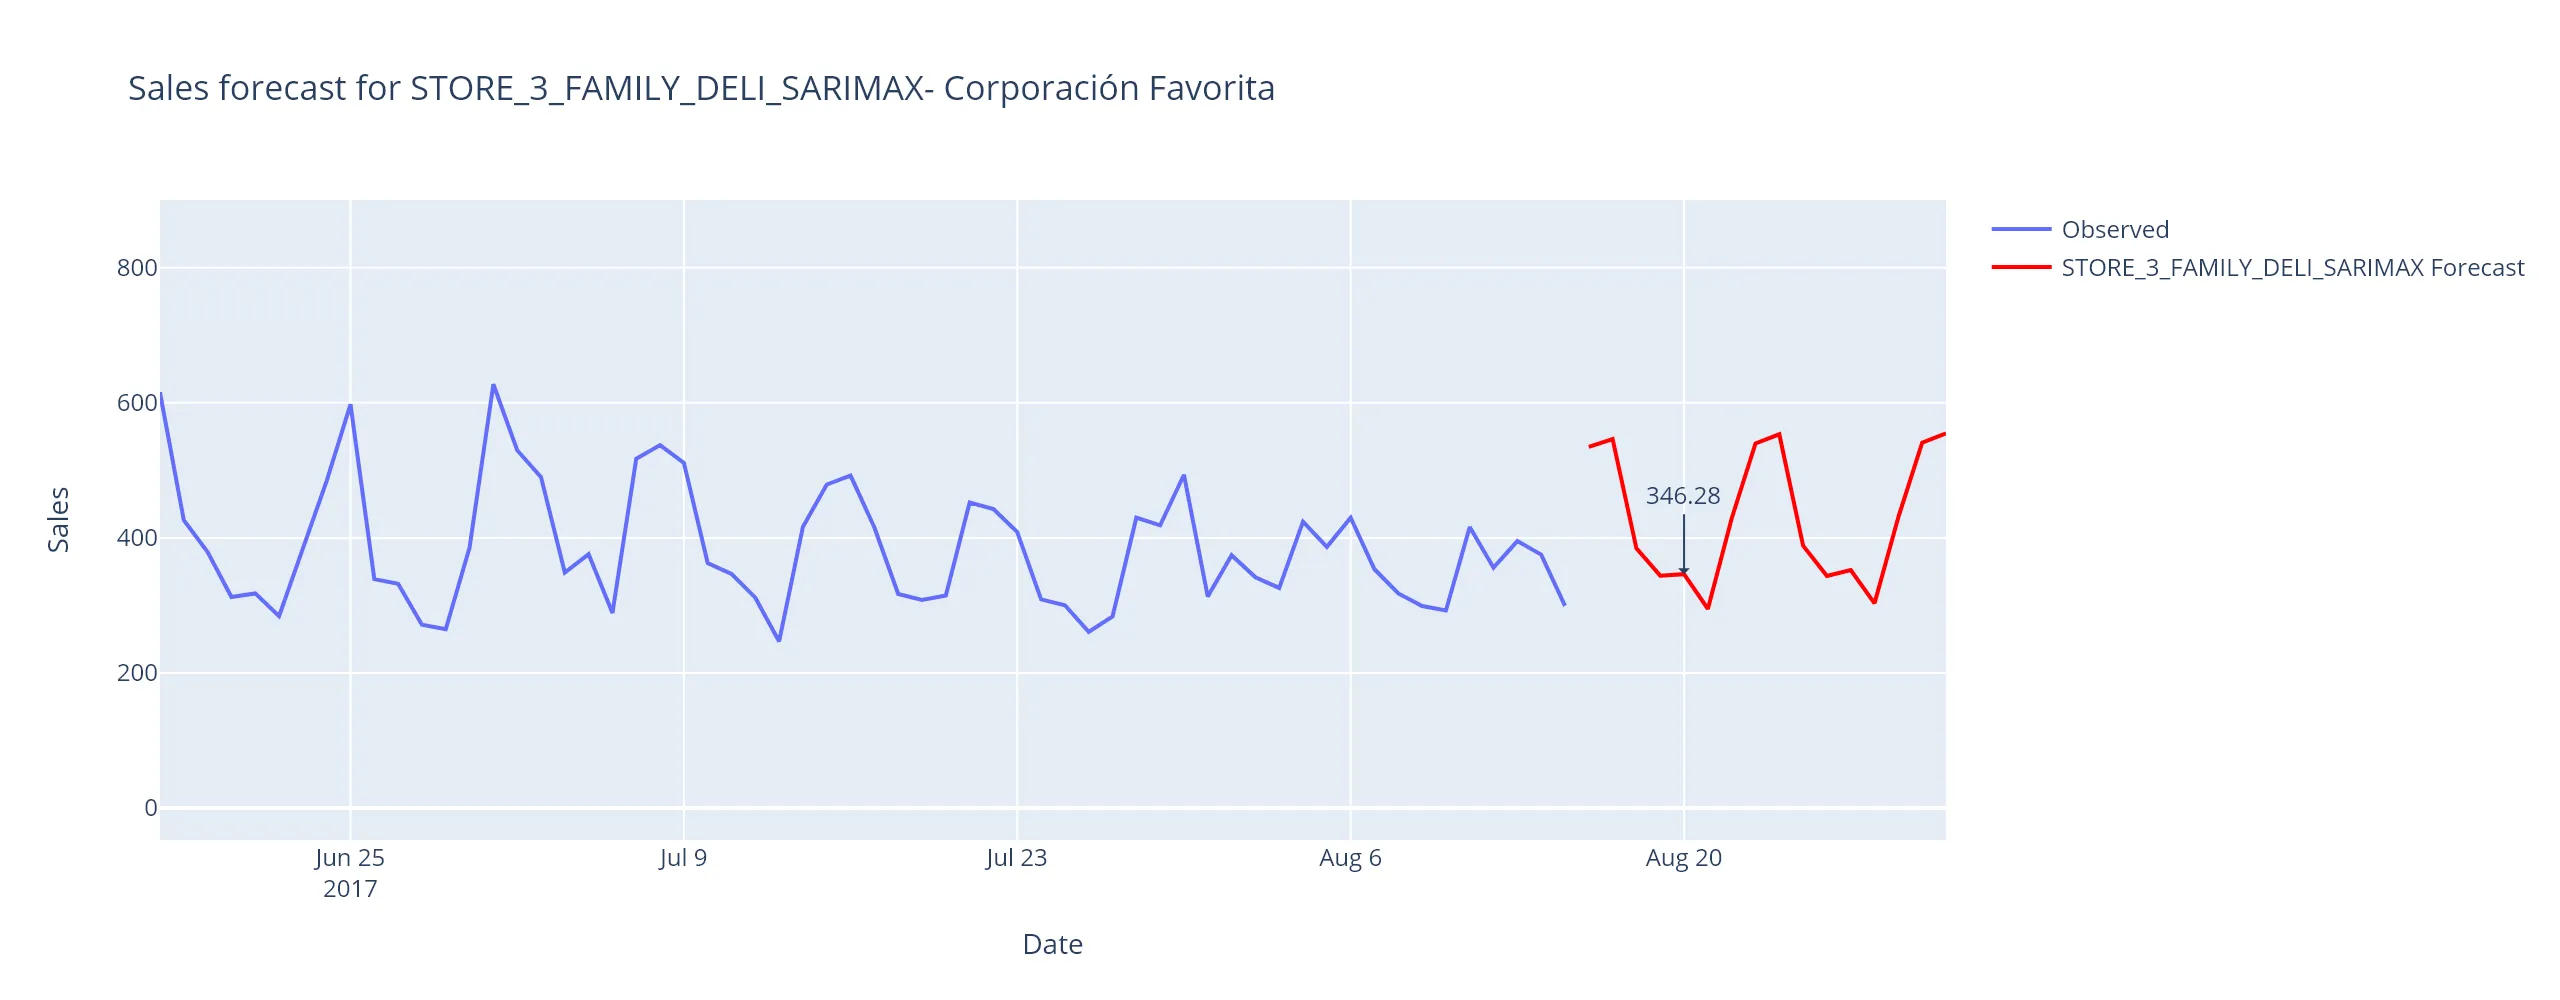 Sales forecast for STORE_3_FAMILY_DELI_SARIMAX- Corporación Favorita
Observed
STORE_3_FAMILY_DELI_SARIMAX Forecast
800
600
400
200
0
Sales
346.28
Jun 25
2017
Jul 9
Jul 23
Aug 6
Aug 20
Date